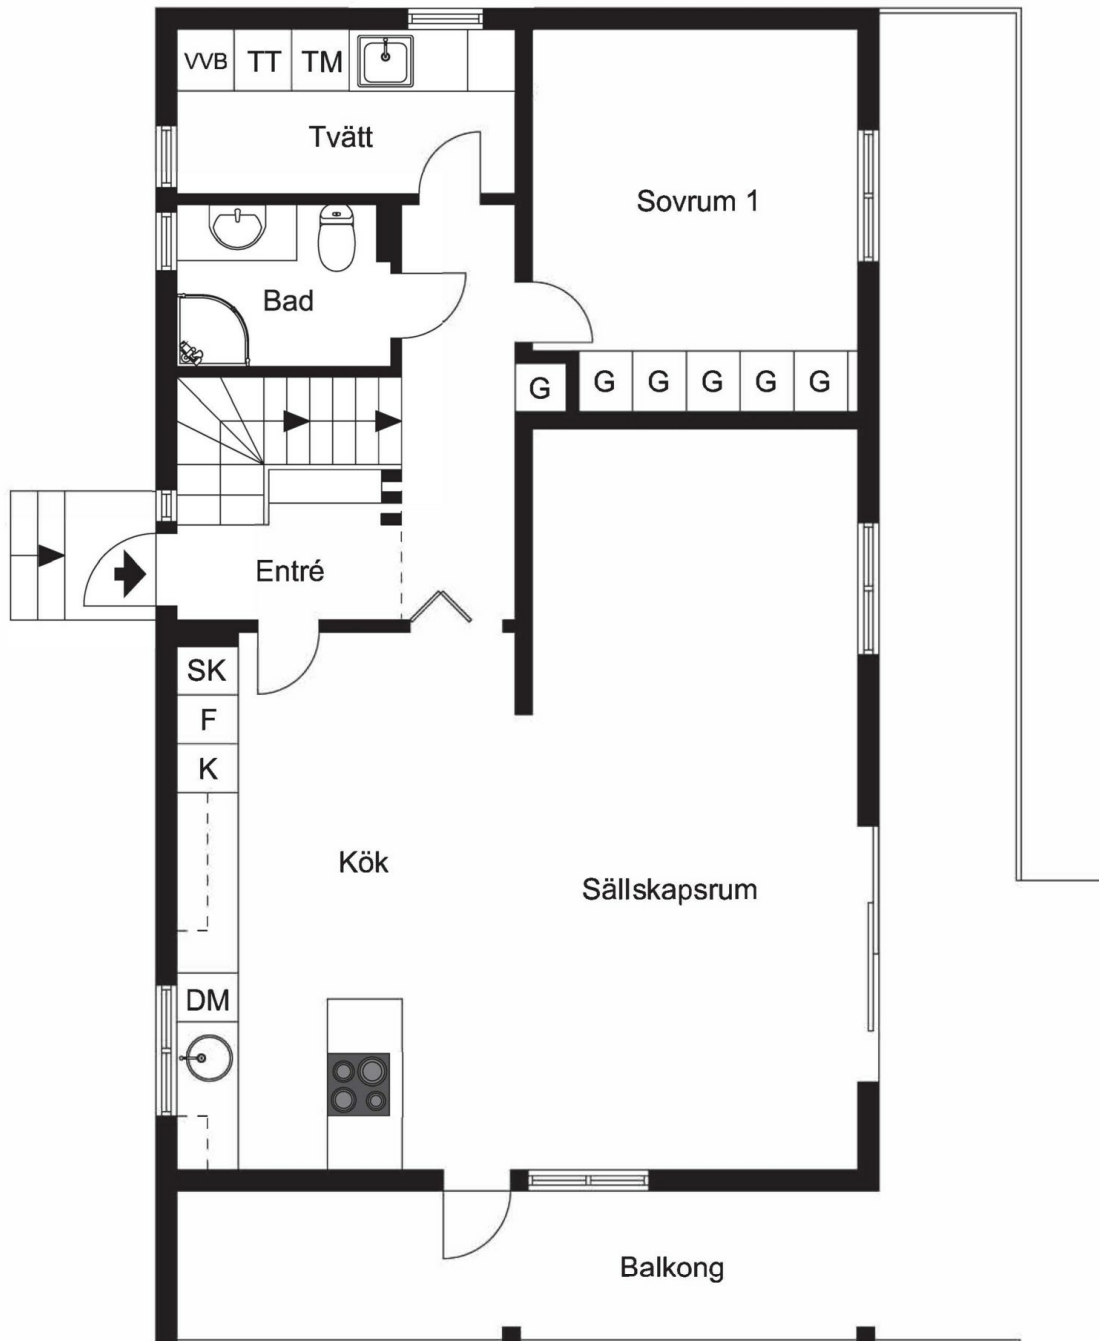 VVB TT TM
Tvätt
Sovrum 1
Bad
G G G G G G
Entré
SK
F
K
Kök
Sällskapsrum
DM
Balkong